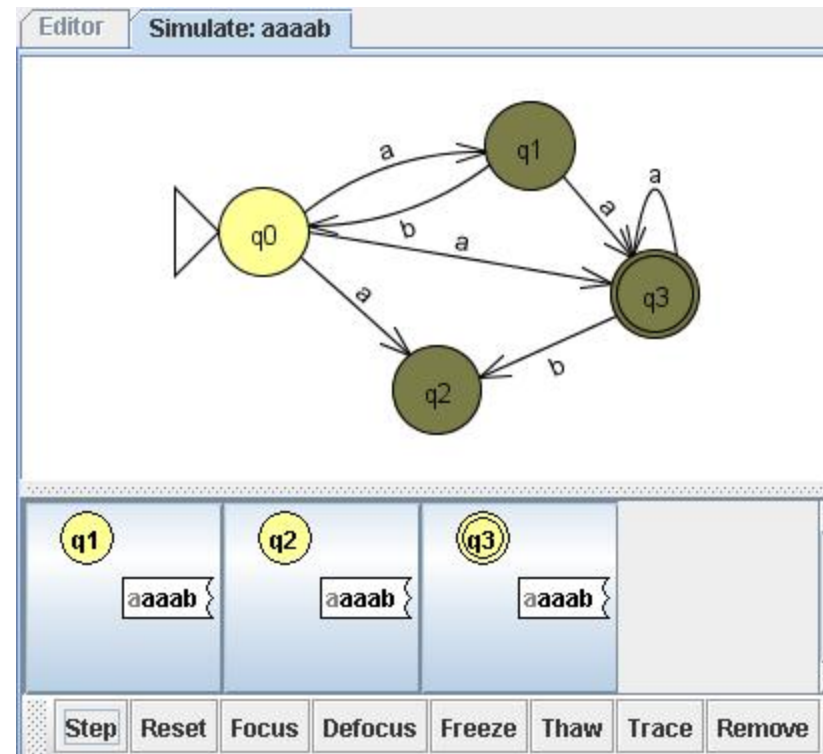 Editor
Simulate: aaaab
a
q1
a
b
a
a
q0
a
q3
a
b
q2
q1
q2
q3
aaaab
aaaab
aaaab
Step
Reset
Focus
Defocus
Freeze
Thaw
Trace
Remove